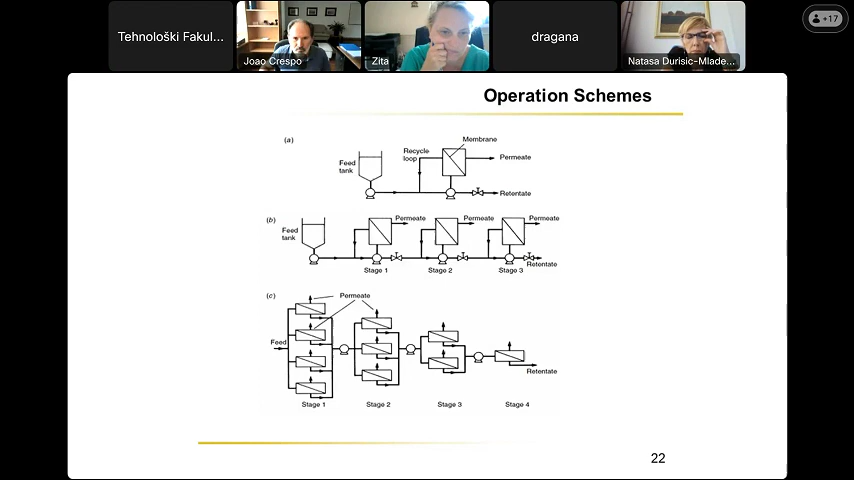 Tehnološki Fakul...
Joao Crespo
Zita
dragana
Natasa Durisic-Mlade...
+17
Operation Schemes
(a)
Membrane
Recycle
loop
Feed
tank
Permeate
Retentate
(b)
Permeate
Permeate
Permeate
Feed
tank
Retentate
Stage 1
Stage 2
Stage 3
(c)
Permeate
Feed
Retentate
Stage 1
Stage 2
Stage 3
Stage 4
22